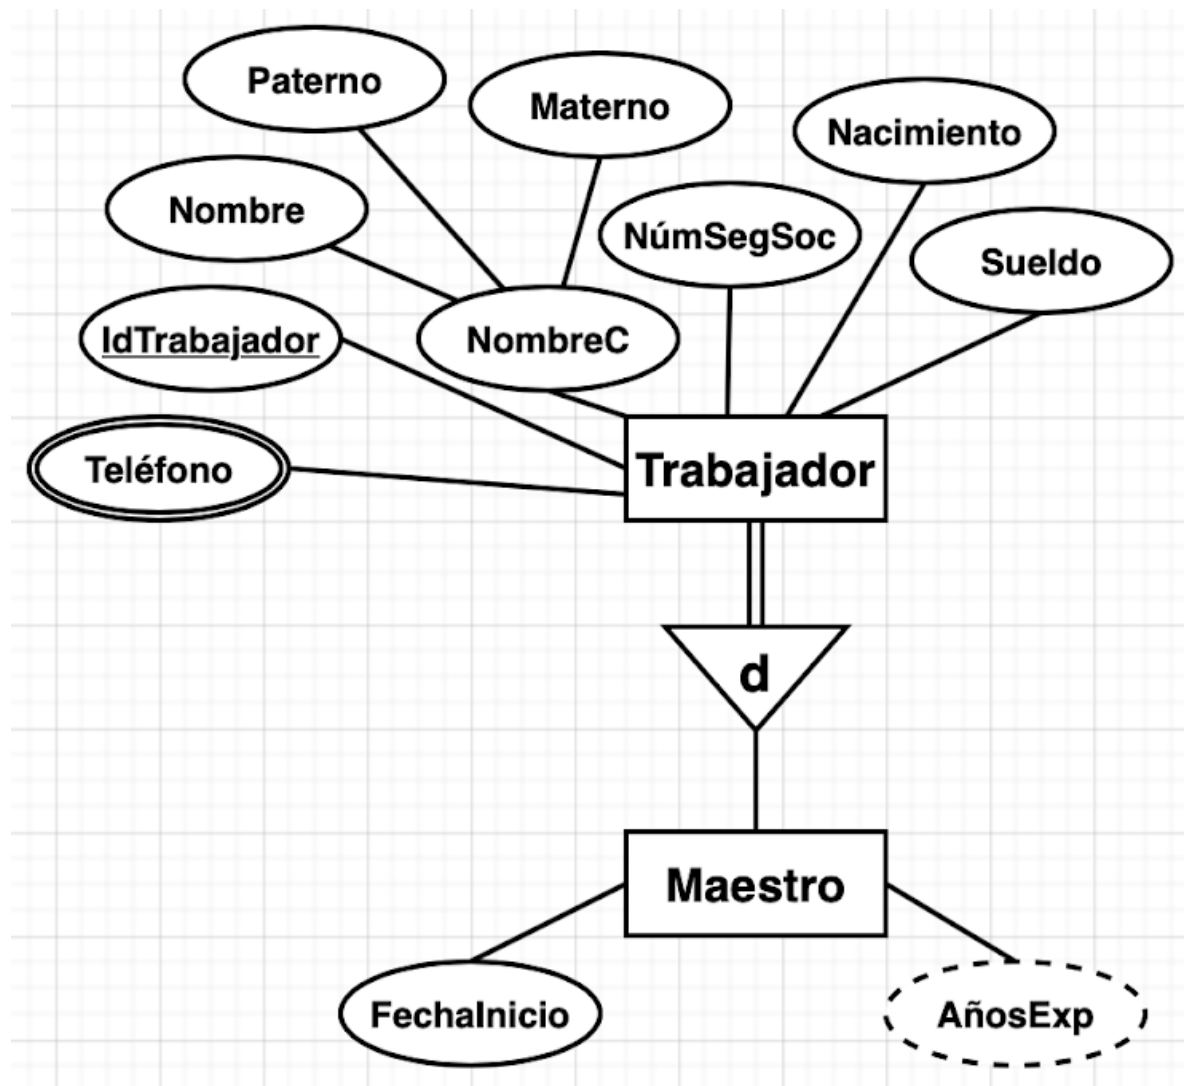 Paterno
Materno
Nacimiento
Nombre
NúmSegSoc
Sueldo
IdTrabajador
NombreC
Teléfono
Trabajador
d
Maestro
FechaInicio
AñosExp